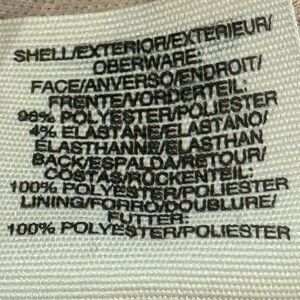 SHELL/EXTERIOR/EXTERIEUR/
OBERWARE:
FACE/ANVERSO/ENDROIT/
FRENTE/VORDERTEIL:
96% POLYESTER/POLIESTER
4% ELASTANE/ELASTANO/
ELASTHANNE/ELASTHAN
BACK/ESPALDA/RETOUR/
COSTAS/RÜCKENTEIL:
100% POLYESTER/POLIESTER
LINING/FORRO/DOUBLURE/
FUTTER:
100% POLYESTER/POLIESTER